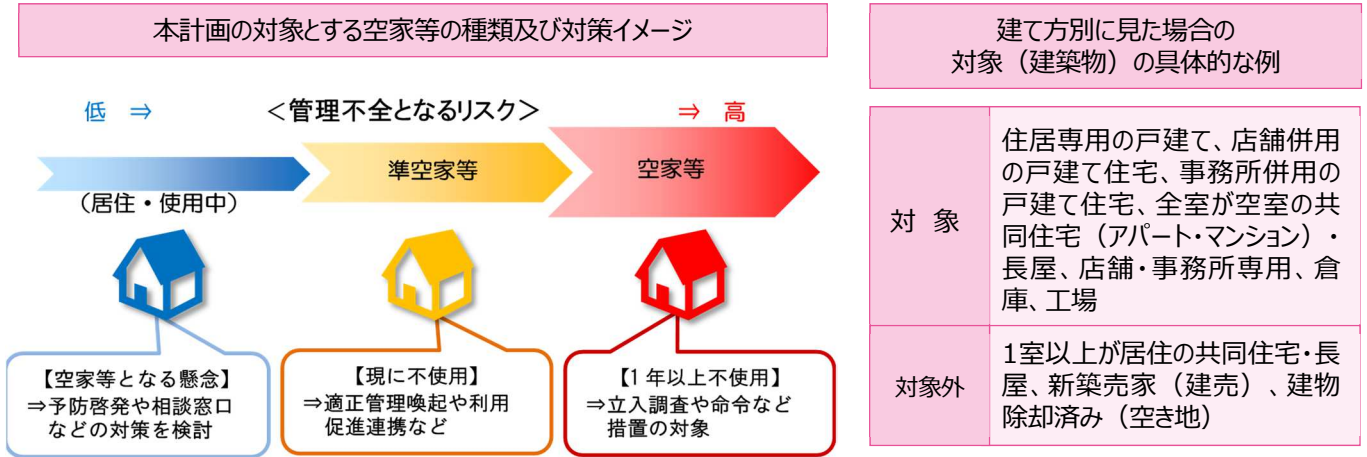 本計画の対象とする空家等の種類及び対策イメージ
低 ⇒
＜管理不全となるリスク＞
⇒ 高
（居住・使用中）
準空家等
空家等
【空家等となる懸念】
⇒予防啓発や相談窓口
などの対策を検討
【現に不使用】
⇒適正管理喚起や利用
促進連携など
【1年以上不使用】
⇒立入調査や命令など
措置の対象
建て方別に見た場合の
対象（建築物）の具体的な例
対 象
住居専用の戸建て、店舗併用
の戸建て住宅、事務所併用の
戸建て住宅、全室が空室の共
同住宅（アパート・マンション）・
長屋、店舗・事務所専用、倉
庫、工場
対象外
1室以上が居住の共同住宅・長
屋、新築売家（建売）、建物
除却済み（空き地）